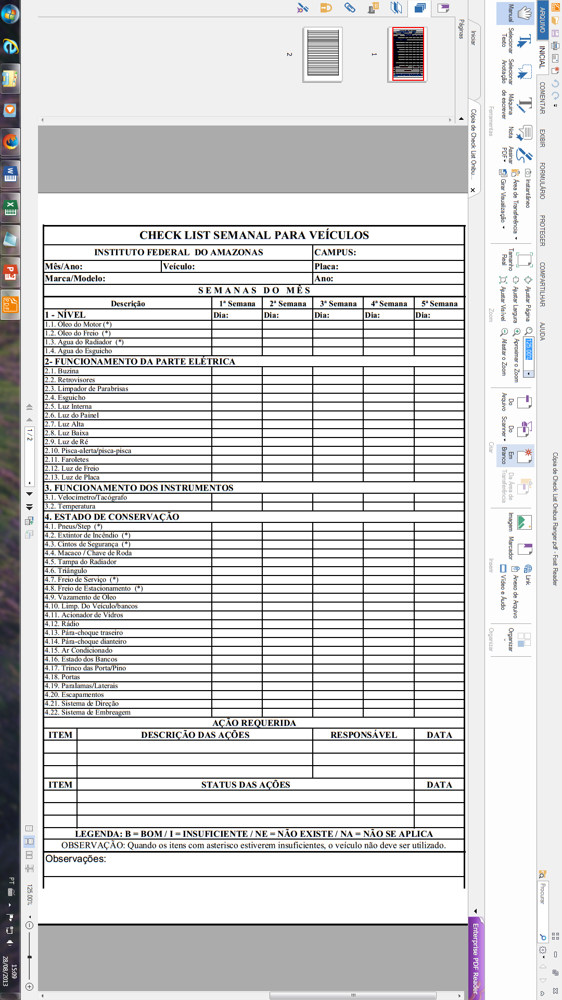 Cópia de Check List Onibus Ranger.pdf - Foxit Reader
ARQUIVO INICIAL COMENTAR EXIBIR FORMULÁRIO PROTEGER COMPARTILHAR AJUDA
Procurar
Manual
Selecionar Texto
Selecionar Anotação
Máquina de escrever
Nota
Assinar PDF
Instantâneo
Área de Transferência
Girar Visualização
Ferramentas
Tamanho Real
Ajustar Página
Ajustar Largura
Ajustar Visível
125.00%
Aproximar o Zoom
Afastar o Zoom
Zoom
Do Arquivo
Do Scanner
Em Branco
Da Área de Transferência
Criar
Imagem
Marcador
Link
Anexo de Arquivo
Vídeo e Áudio
Inserir
Organizar
Organizar
Iniciar
Cópia de Check List Onibu...
Enterprise PDF Reader
Páginas
1
2
CHECK LIST SEMANAL PARA VEÍCULOS
INSTITUTO FEDERAL DO AMAZONAS CAMPUS:
Mês/Ano: Veículo: Placa:
Marca/Modelo: Ano:
SEMANAS DO MÊS
Descrição 1ª Semana 2ª Semana 3ª Semana 4ª Semana 5ª Semana
1 - NÍVEL Dia: Dia: Dia: Dia: Dia:
1.1. Óleo do Motor (*)
1.2. Óleo do Freio (*)
1.3. Agua do Radiador (*)
1.4. Agua do Esguicho
2- FUNCIONAMENTO DA PARTE ELÉTRICA
2.1. Buzina
2.2. Retrovisores
2.3. Limpador de Parabrisas
2.4. Esguicho
2.5. Luz Interna
2.6. Luz do Painel
2.7. Luz Alta
2.8. Luz Baixa
2.9. Luz de Ré
2.10. Pisca-alerta/pisca-pisca
2.11. Faroletes
2.12. Luz de Freio
2.13. Luz de Placa
3. FUNCIONAMENTO DOS INSTRUMENTOS
3.1. Velocímetro/Tacógrafo
3.2. Temperatura
4. ESTADO DE CONSERVAÇÃO
4.1. Pneus/Step (*)
4.2. Extintor de Incêndio (*)
4.3. Cintos de Segurança (*)
4.4. Macaco / Chave de Roda
4.5. Tampa do Radiador
4.6. Triângulo
4.7. Freio de Serviço (*)
4.8. Freio de Estacionamento (*)
4.9. Vazamento de Óleo
4.10. Limp. Do Veículo/bancos
4.11. Acionador de Vidros
4.12. Rádio
4.13. Pára-choque traseiro
4.14. Pára-choque dianteiro
4.15. Ar Condicionado
4.16. Estado dos Bancos
4.17. Trinco das Porta/Pino
4.18. Portas
4.19. Paralamas/Laterais
4.20. Escapamentos
4.21. Sistema de Direção
4.22. Sistema de Embreagem
AÇÃO REQUERIDA
ITEM DESCRIÇÃO DAS AÇÕES RESPONSÁVEL DATA
ITEM STATUS DAS AÇÕES DATA
LEGENDA: B = BOM / I = INSUFICIENTE / NE = NÃO EXISTE / NA = NÃO SE APLICA
OBSERVAÇÃO: Quando os itens com asterisco estiverem insuficientes, o veículo não deve ser utilizado.
Observações:
1 / 2
125.00%
PT
15:09
28/08/2013